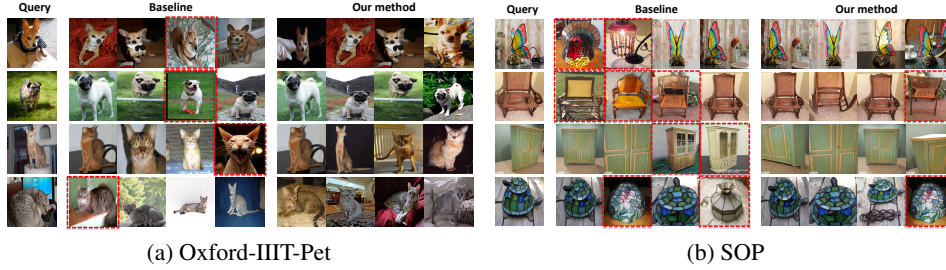 Query Baseline Our method Query Baseline Our method
(a) Oxford-IIIT-Pet (b) SOP